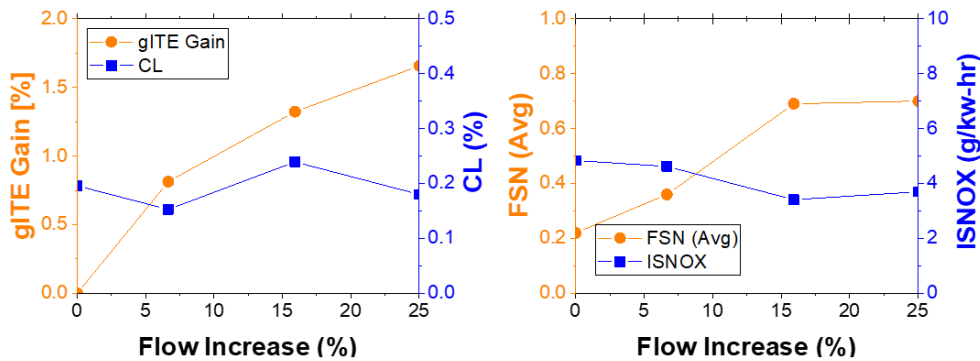 2.0
1.5
1.0
0.5
0.0
gITE Gain [%]
gITE Gain
CL
0.5
0.4
0.3
0.2
0.1
0.0
CL (%)
0 5 10 15 20 25
Flow Increase (%)
1.0
0.8
0.6
0.4
0.2
0.0
FSN (Avg)
FSN (Avg)
ISNOX
10
8
6
4
2
0
ISNOX (g/kw-hr)
0 5 10 15 20 25
Flow Increase (%)